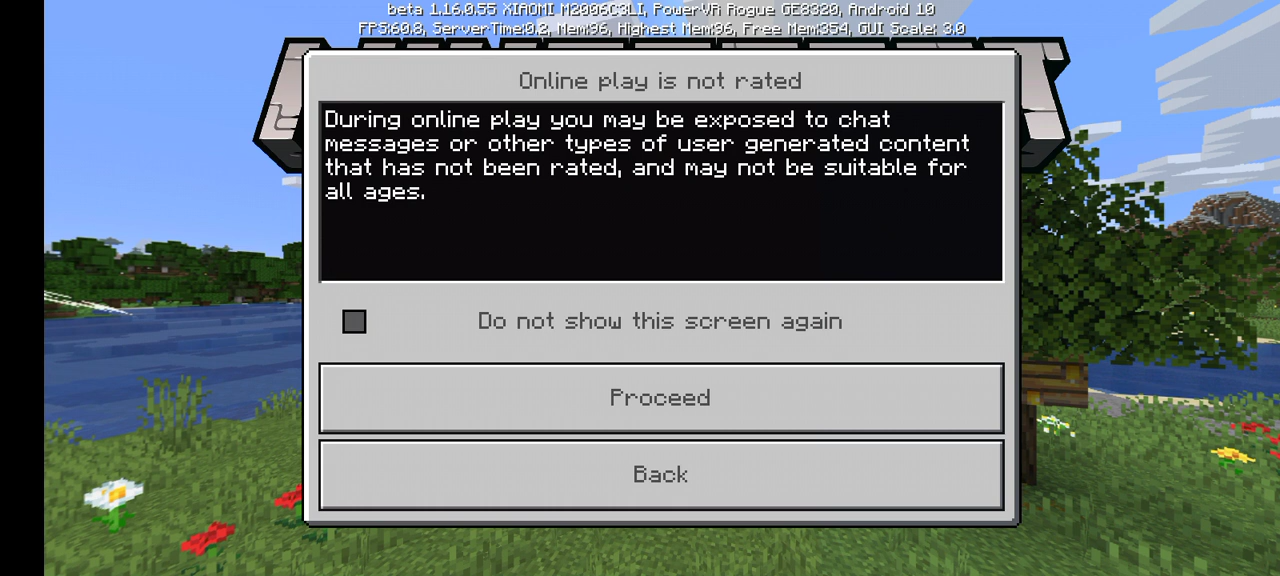 beta 1.16.0.55 XIAOMI M2006C3LI, PowerVR Rogue GE8320, Android 10
FPS:60.8, ServerTime:0.2, Mem:96, Highest Mem:96, Free Mem:354, GUI Scale: 3.0
Online play is not rated
During online play you may be exposed to chat
messages or other types of user generated content
that has not been rated, and may not be suitable for
all ages.
Do not show this screen again
Proceed
Back